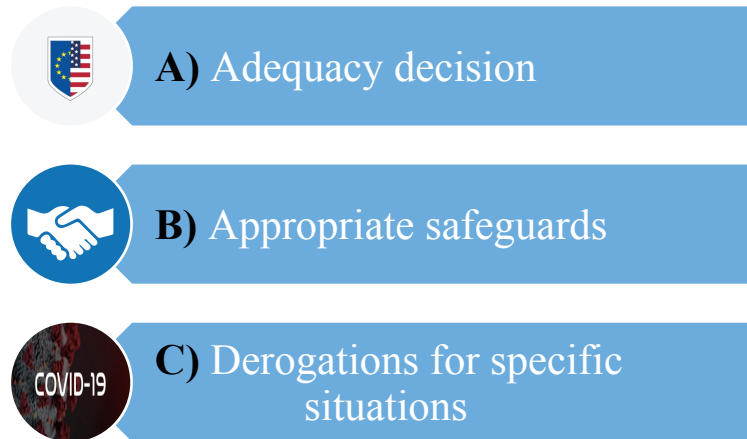 A) Adequacy decision
B) Appropriate safeguards
COVID-19
C) Derogations for specific
situations